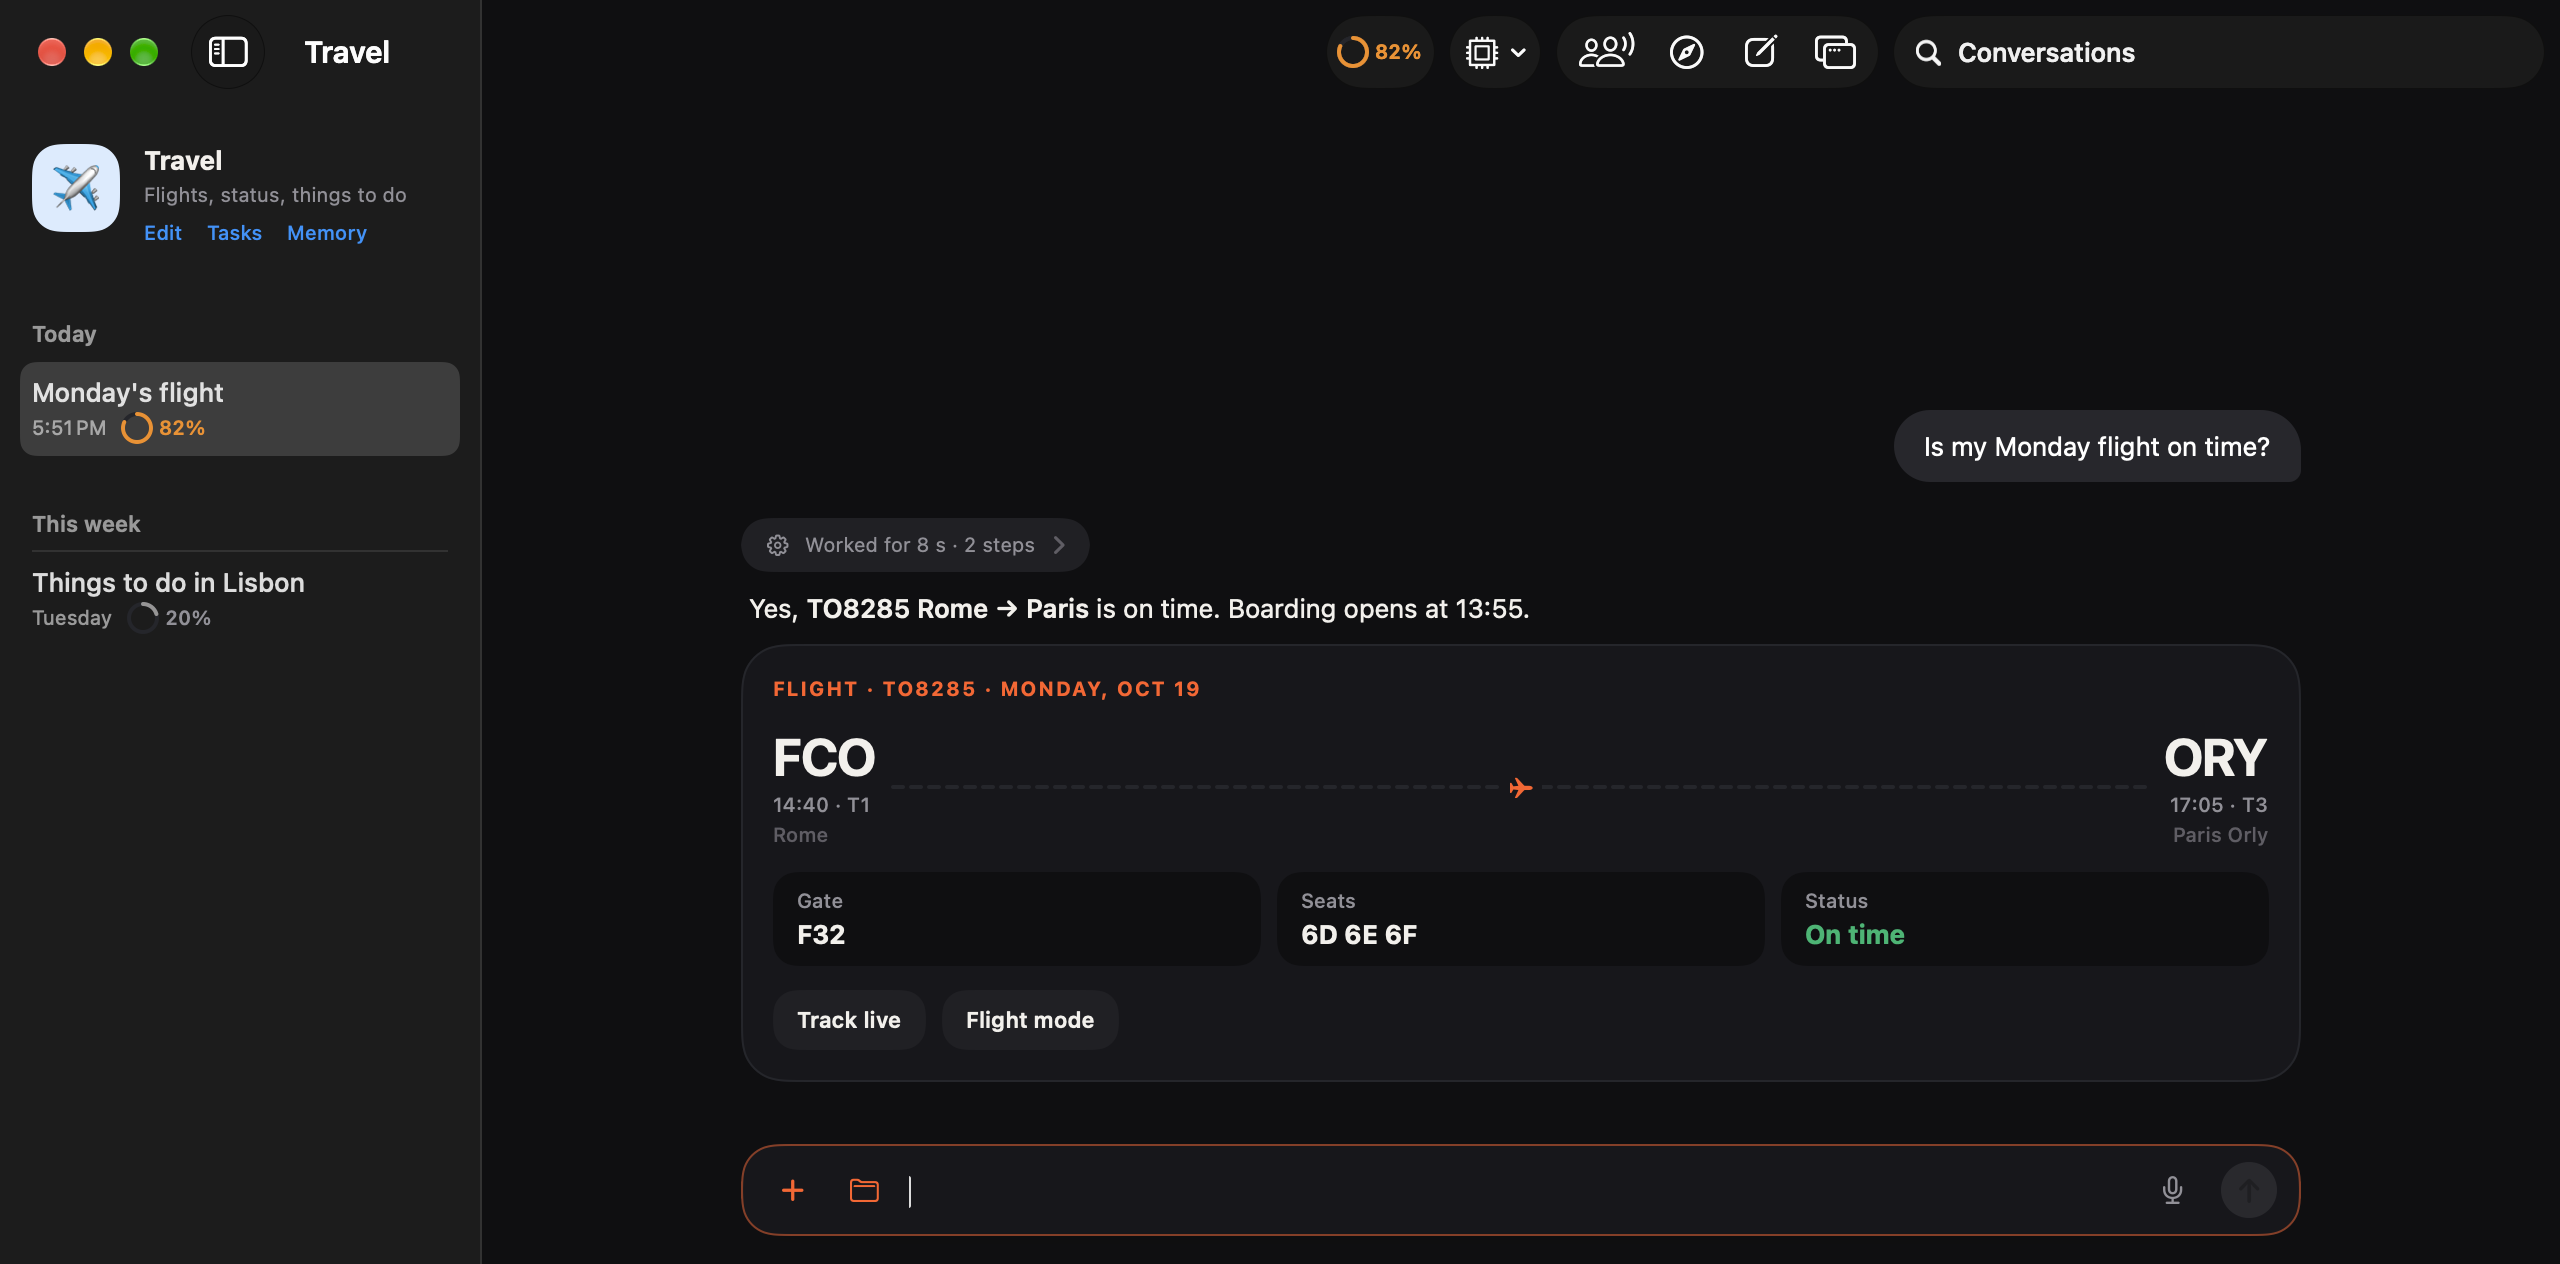 Travel
82%
Conversations
Travel
Flights, status, things to do
Edit Tasks Memory
Today
Monday's flight
5:51 PM 82%
This week
Things to do in Lisbon
Tuesday 20%
Is my Monday flight on time?
Worked for 8 s · 2 steps
Yes, TO8285 Rome → Paris is on time. Boarding opens at 13:55.
FLIGHT · TO8285 · MONDAY, OCT 19
FCO
ORY
14:40 · T1
17:05 · T3
Rome
Paris Orly
Gate
F32
Seats
6D 6E 6F
Status
On time
Track live
Flight mode